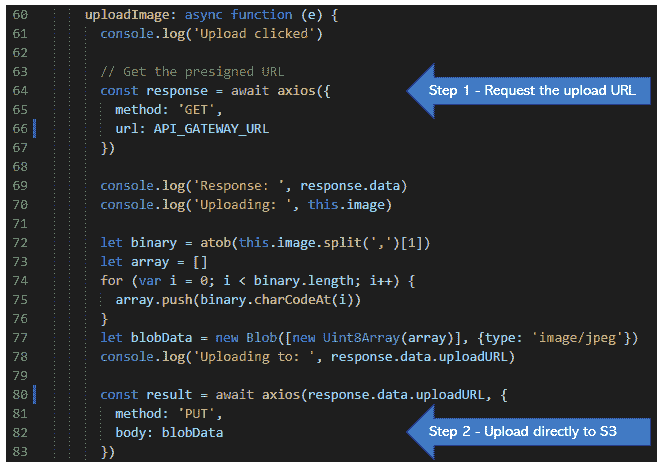 60 uploadImage: async function (e) {
61 console.log('Upload clicked')
62
63 // Get the presigned URL
64 const response = await axios({ Step 1 - Request the upload URL
65 method: 'GET',
66 url: API_GATEWAY_URL
67 })
68
69 console.log('Response: ', response.data)
70 console.log('Uploading: ', this.image)
71
72 let binary = atob(this.image.split(',')[1])
73 let array = []
74 for (var i = 0; i < binary.length; i++) {
75 array.push(binary.charCodeAt(i))
76 }
77 let blobData = new Blob([new Uint8Array(array)], {type: 'image/jpeg'})
78 console.log('Uploading to: ', response.data.uploadURL)
79
80 const result = await axios(response.data.uploadURL, {
81 method: 'PUT',
82 body: blobData Step 2 - Upload directly to S3
83 })